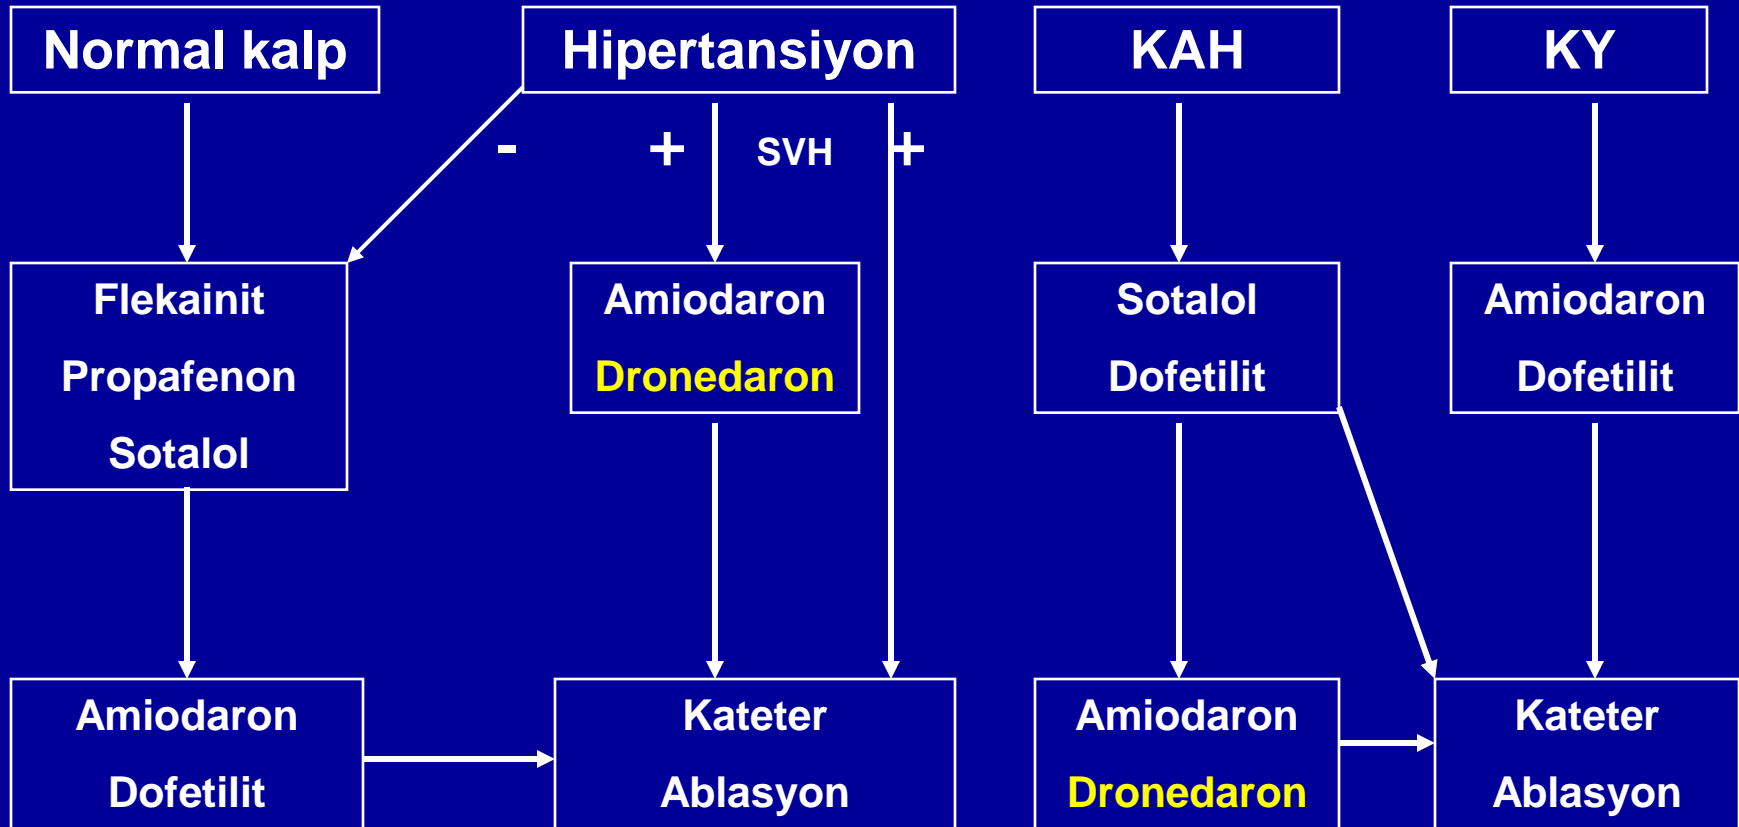 Normal kalp
Hipertansiyon
KAH
KY
- + SVH +
Flekainit
Propafenon
Sotalol
Amiodaron
Dronedaron
Sotalol
Dofetilit
Amiodaron
Dofetilit
Amiodaron
Dofetilit
Kateter
Ablasyon
Amiodaron
Dronedaron
Kateter
Ablasyon